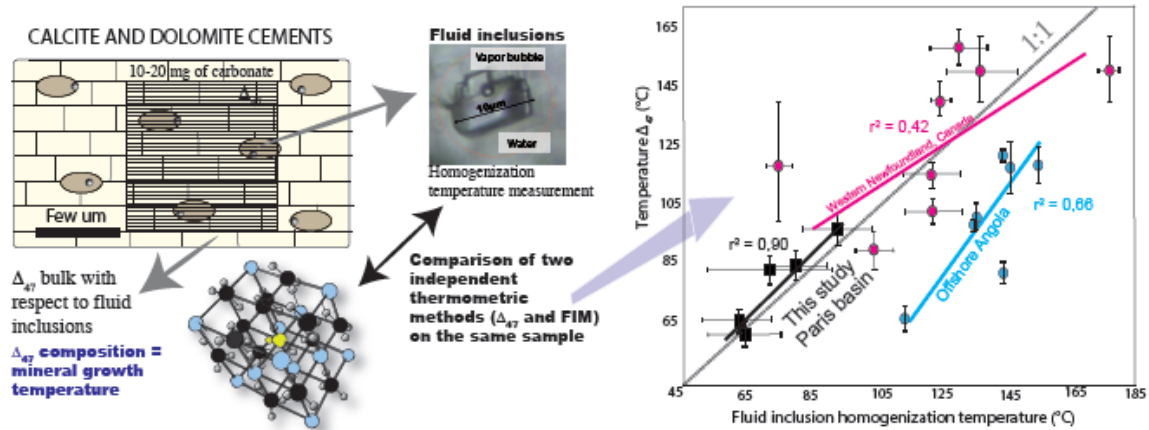 CALCITE AND DOLOMITE CEMENTS
10-20 mg of carbonate
Δ47
Few um
Δ47 bulk with
respect to fluid
inclusions
Δ47 composition =
mineral growth
temperature
Fluid inclusions
Vapor bubble
10µm
Water
Homogenization
temperature measurement
Comparison of two
independent
thermometric
methods (Δ47 and FIM)
on the same sample
Temperature Δ47 (°C)
165
145
125
105
85
65
45
65
85
105
125
145
165
185
Fluid inclusion homogenization temperature (°C)
1:1
r² = 0,42
Western Newfoundland, Canada
r² = 0,66
Offshore Angola
r² = 0,90
This study
Paris basin